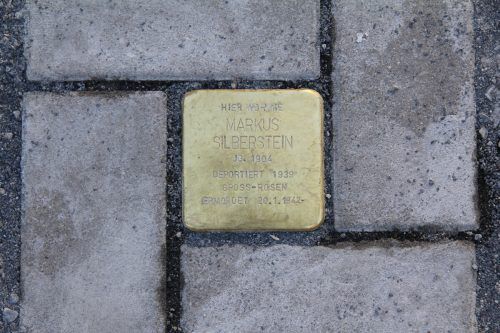 HIER WOHNTE
MARKUS
SILBERSTEIN
JG. 1904
DEPORTIERT 1939
GROSS-ROSEN
ERMORDET 20.1.1942